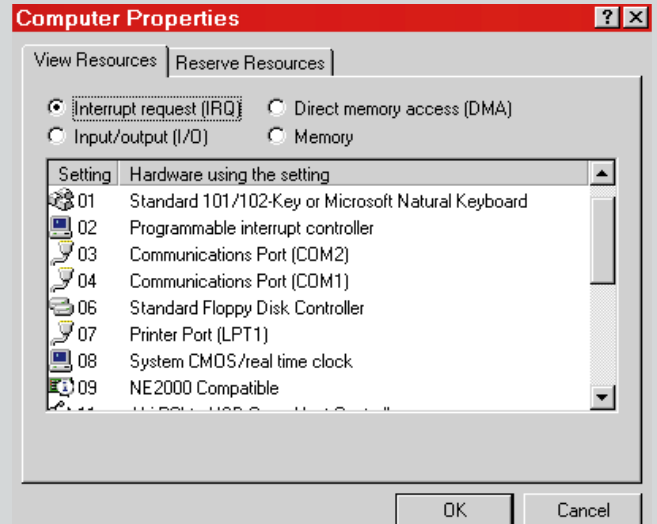 Computer Properties
View Resources Reserve Resources
Interrupt request (IRQ) Direct memory access (DMA)
Input/output (I/O) Memory
Setting Hardware using the setting
01 Standard 101/102-Key or Microsoft Natural Keyboard
02 Programmable interrupt controller
03 Communications Port (COM2)
04 Communications Port (COM1)
06 Standard Floppy Disk Controller
07 Printer Port (LPT1)
08 System CMOS/real time clock
09 NE2000 Compatible
OK Cancel